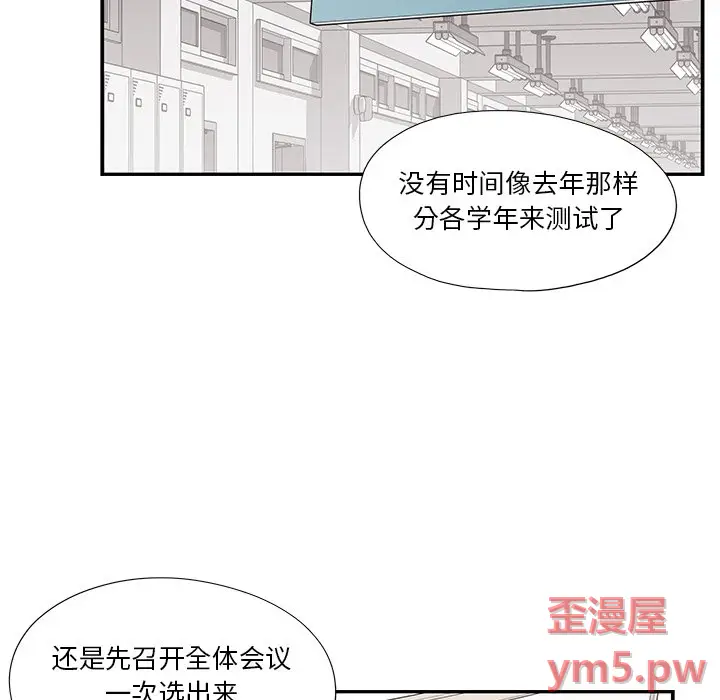 没有时间像去年那样
分各学年来测试了
还是先召开全体会议
一次选出来
歪漫屋
ym5.pw